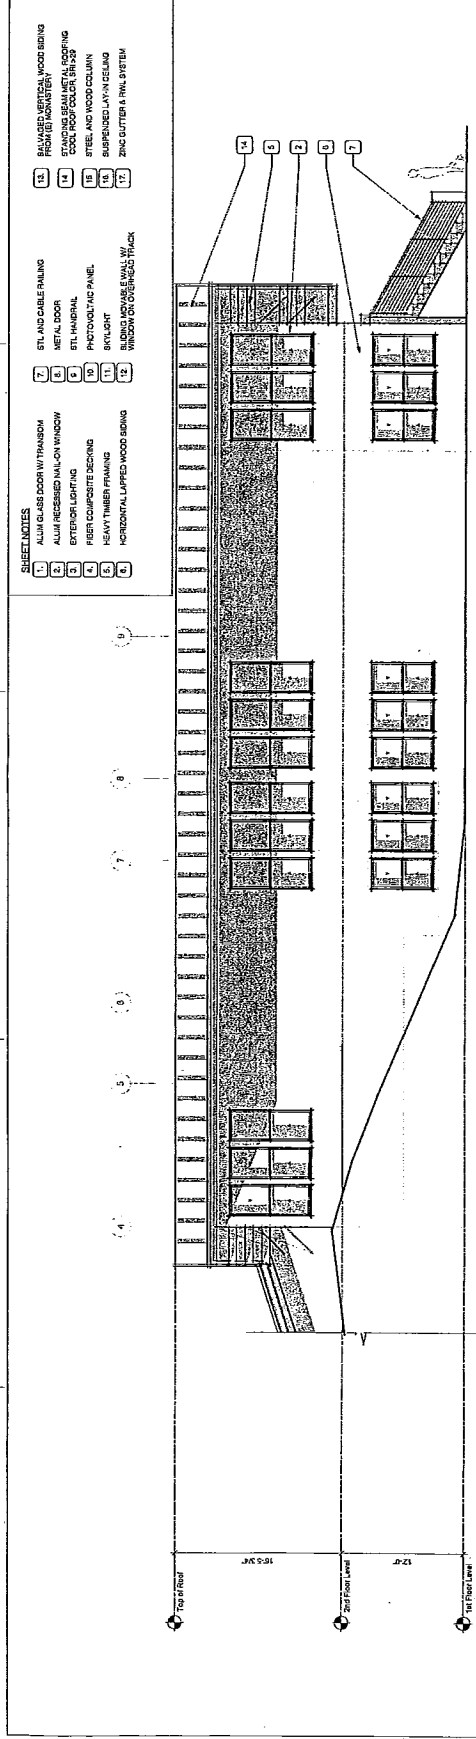 SHEET NOTES
1. ALUM GLASS DOOR W/ TRANSOM
2. ALUM RECESSED NAIL-ON WINDOW
3. EXTERIOR LIGHTING
4. FIBER COMPOSITE DECKING
5. HEAVY TIMBER FRAMING
6. HORIZONTAL LAPPED WOOD SIDING
7. STL AND CABLE RAILING
8. METAL DOOR
9. STL HANDRAIL
10. PHOTOVOLTAIC PANEL
11. SKYLIGHT
12. SLIDING MOVABLE WALL W/
WINDOW ON OVERHEAD TRACK
13. SALVAGED VERTICAL WOOD SIDING
FROM (E) MONASTERY
14 STANDING SEAM METAL ROOFING
COOL ROOF COLOR, SRI>29
15. STEEL AND WOOD COLUMN
16. SUSPENDED LAY-IN CEILING
17. ZINC GUTTER & RWL SYSTEM
4
5
6
7
8
9
14
5
2
6
7
Top of Roof
16'-5 3/4"
2nd Floor Level
12'-0"
1st Floor Level